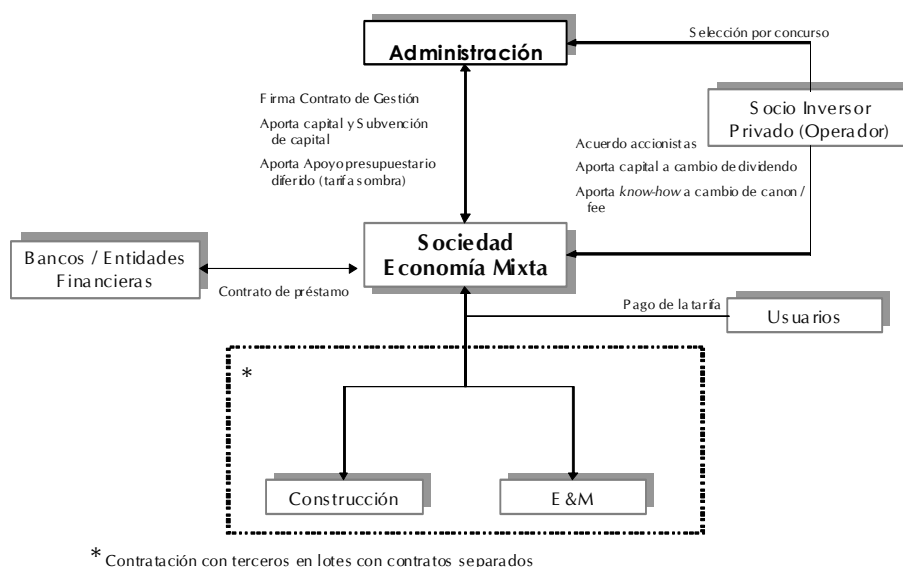 Administración
Selección por concurso
Firma Contrato de Gestión
Aporta capital y Subvención
de capital
Aporta Apoyo presupuestario
diferido (tarifa sombra)
Socio Inversor
Privado (Operador)
Acuerdo accionistas
Aporta capital a cambio de dividendo
Aporta know-how a cambio de canon /
fee
Sociedad
Economía Mixta
Bancos / Entidades
Financieras
Contrato de préstamo
Pago de la tarifa
Usuarios
*
Construcción
E &M
* Contratación con terceros en lotes con contratos separados